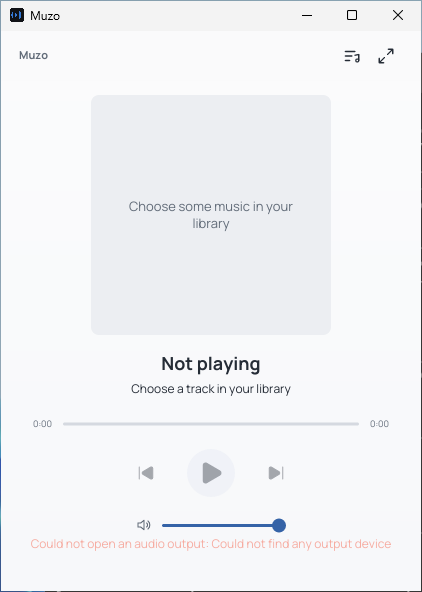 Muzo
Muzo
Choose some music in your
library
Not playing
Choose a track in your library
0:00
0:00
Could not open an audio output: Could not find any output device